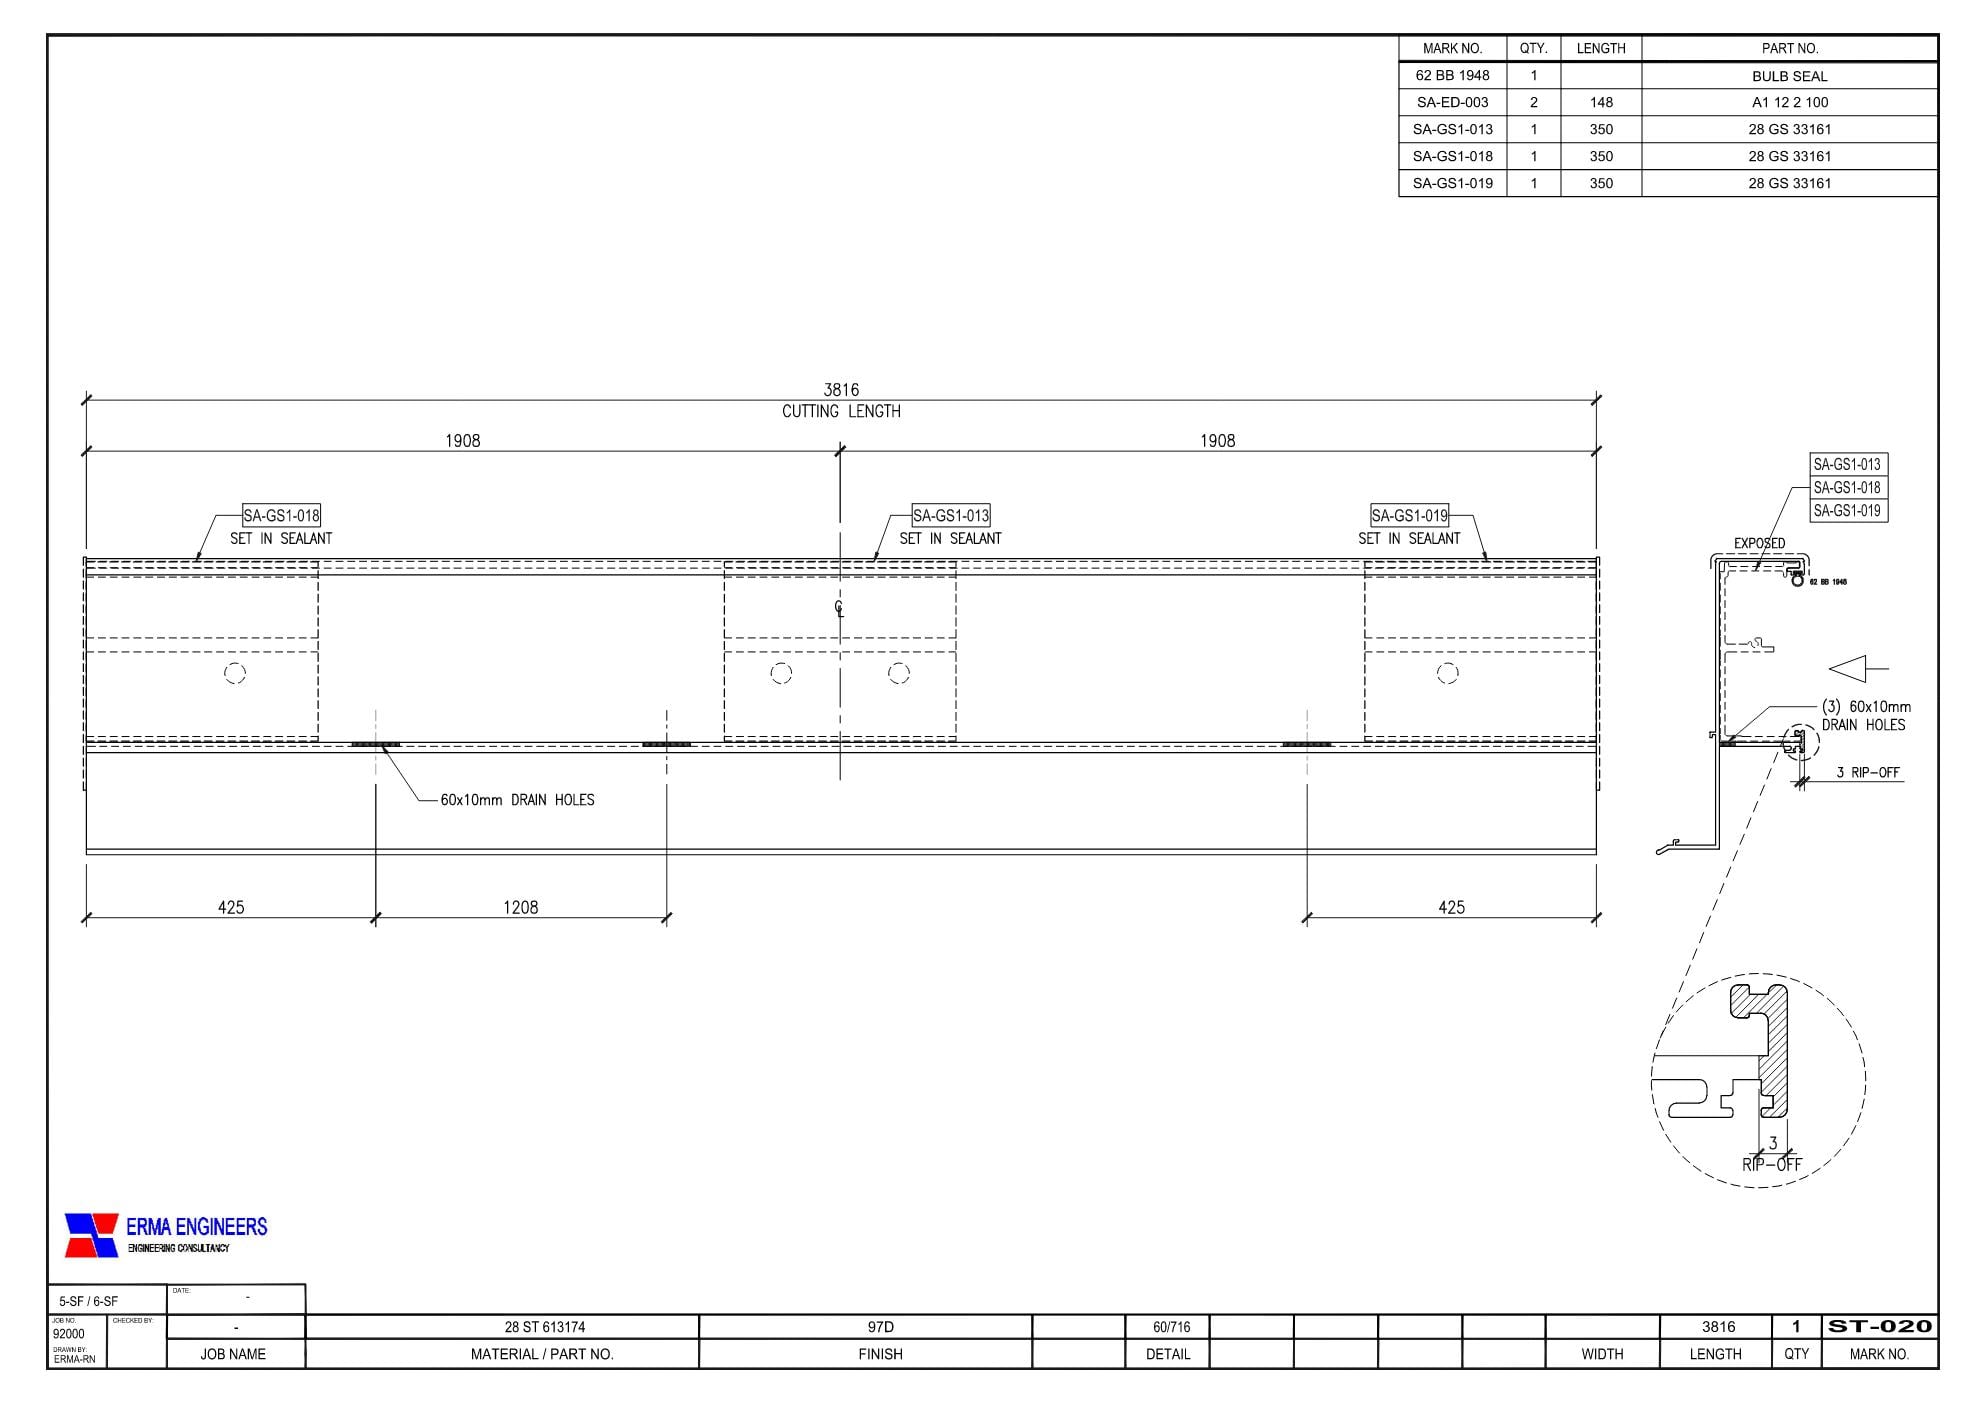 MARK NO. QTY. LENGTH PART NO.
62 BB 1948 1 BULB SEAL
SA-ED-003 2 148 A1 12 2 100
SA-GS1-013 1 350 28 GS 33161
SA-GS1-018 1 350 28 GS 33161
SA-GS1-019 1 350 28 GS 33161
3816
CUTTING LENGTH
1908 1908
SA-GS1-018
SET IN SEALANT
SA-GS1-013
SET IN SEALANT
SA-GS1-019
SET IN SEALANT
CL
60x10mm DRAIN HOLES
425 1208 425
SA-GS1-013
SA-GS1-018
SA-GS1-019
EXPOSED
62 BB 1948
(3) 60x10mm
DRAIN HOLES
3 RIP-OFF
3
RIP-OFF
ERMA ENGINEERS
ENGINEERING CONSULTANCY
5-SF / 6-SF
DATE:
-
JOB NO.
92000
CHECKED BY:
DRAWN BY:
ERMA-RN
- 28 ST 613174 97D 60/716 3816 1 ST-020
JOB NAME MATERIAL / PART NO. FINISH DETAIL WIDTH LENGTH QTY MARK NO.